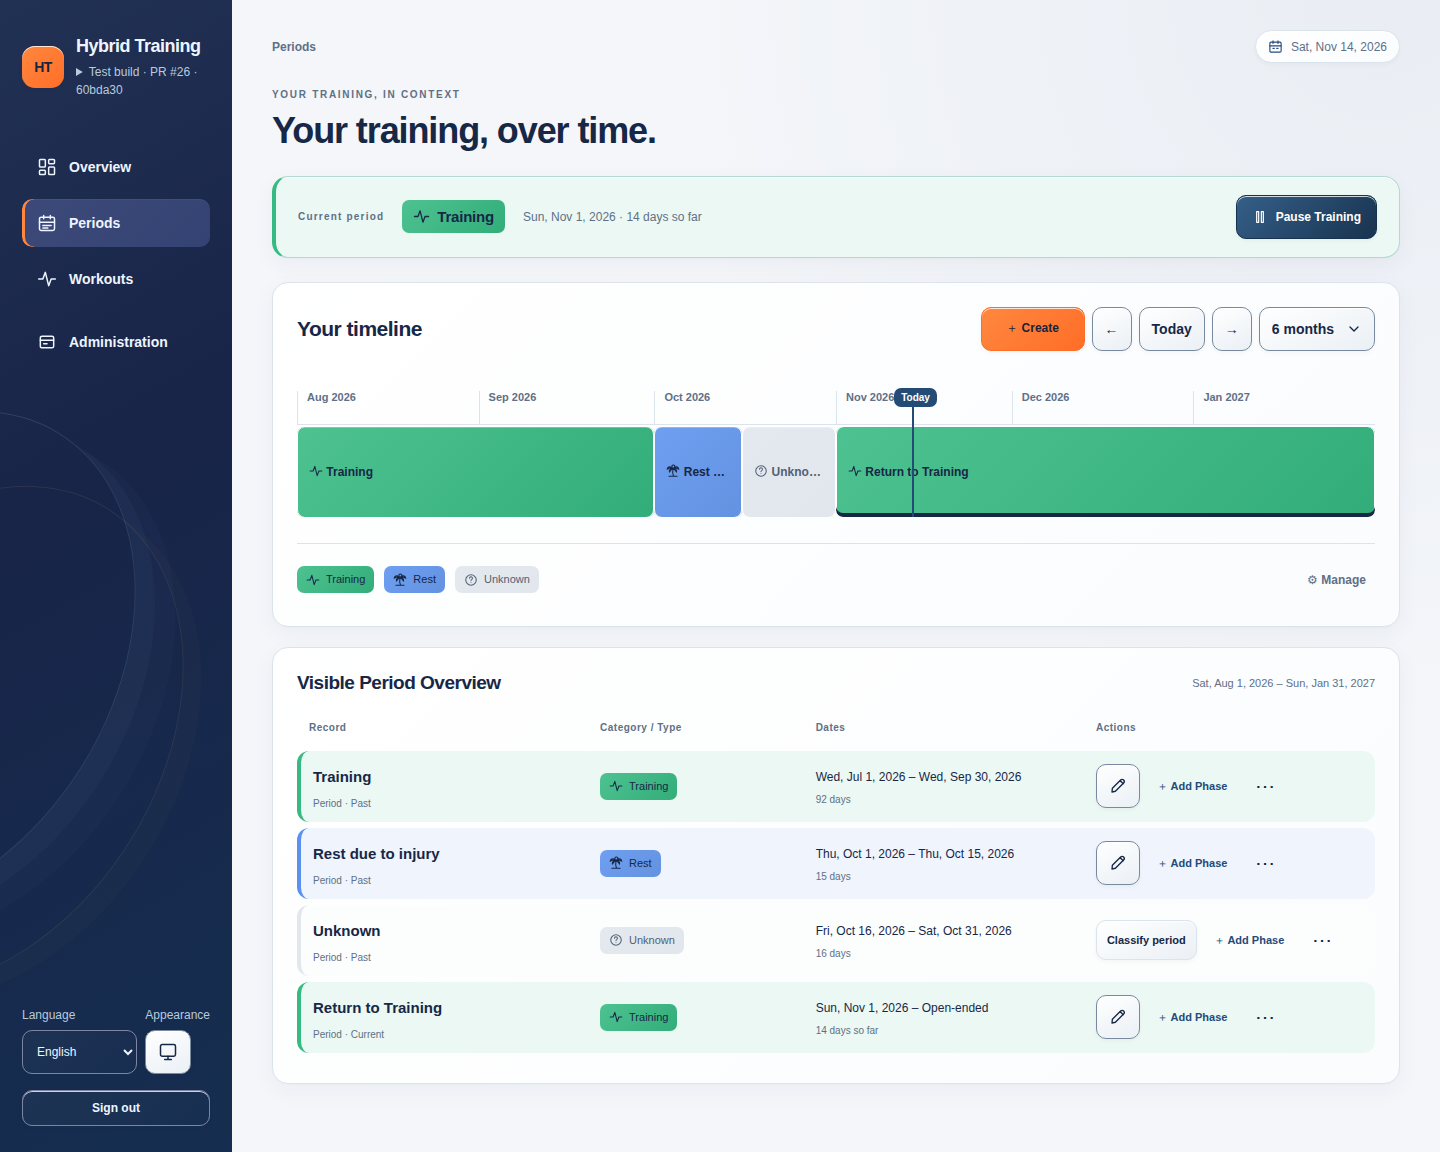 HT
Hybrid Training
Test build · PR #26 ·
60bda30
Overview
Periods
Workouts
Administration
Language
Appearance
English
Sign out
Periods
Sat, Nov 14, 2026
YOUR TRAINING, IN CONTEXT
Your training, over time.
Current period
Training
Sun, Nov 1, 2026 · 14 days so far
Pause Training
Your timeline
+ Create
←
Today
→
6 months
Aug 2026
Sep 2026
Oct 2026
Nov 2026
Today
Dec 2026
Jan 2027
Training
Rest ...
Unkno...
Return to Training
Training
Rest
Unknown
Manage
Visible Period Overview
Sat, Aug 1, 2026 – Sun, Jan 31, 2027
Record
Category / Type
Dates
Actions
Training
Period · Past
Training
Wed, Jul 1, 2026 – Wed, Sep 30, 2026
92 days
+ Add Phase
···
Rest due to injury
Period · Past
Rest
Thu, Oct 1, 2026 – Thu, Oct 15, 2026
15 days
+ Add Phase
···
Unknown
Period · Past
Unknown
Fri, Oct 16, 2026 – Sat, Oct 31, 2026
16 days
Classify period
+ Add Phase
···
Return to Training
Period · Current
Training
Sun, Nov 1, 2026 – Open-ended
14 days so far
+ Add Phase
···